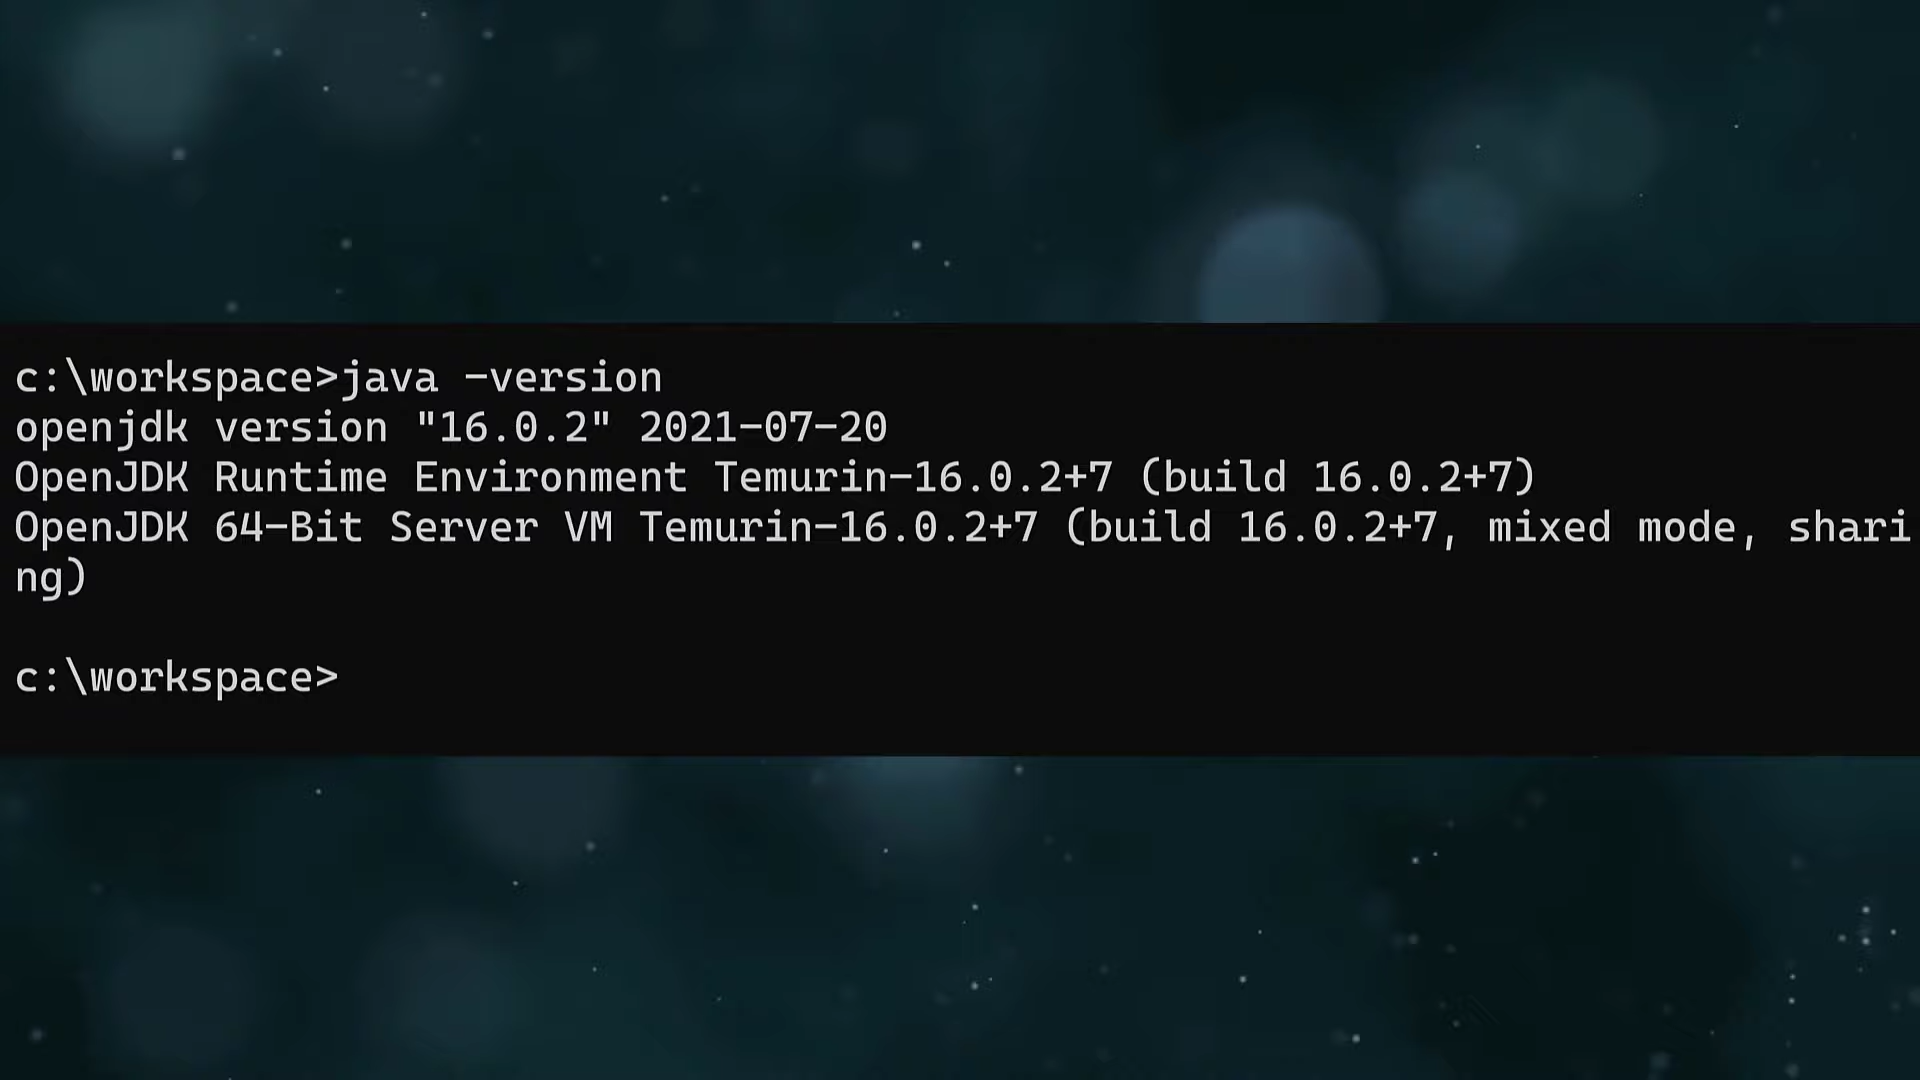 c:\workspace>java -version
openjdk version "16.0.2" 2021-07-20
OpenJDK Runtime Environment Temurin-16.0.2+7 (build 16.0.2+7)
OpenJDK 64-Bit Server VM Temurin-16.0.2+7 (build 16.0.2+7, mixed mode, shari
ng)
c:\workspace>